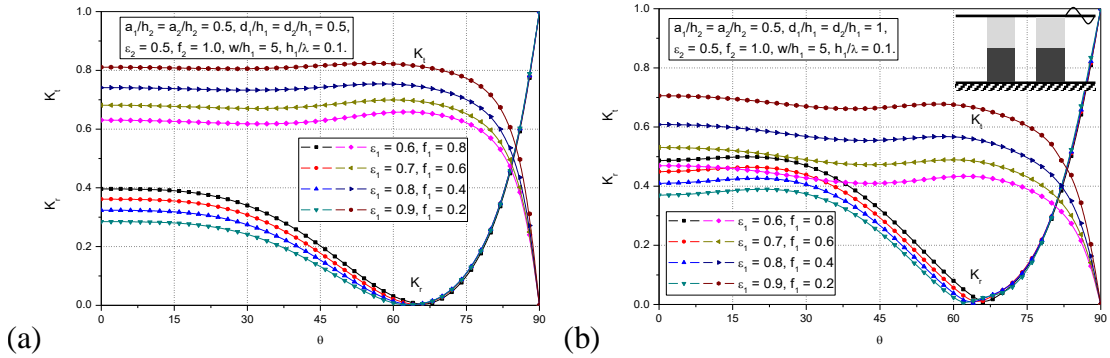 a₁/h₂ = a₂/h₂ = 0.5, d₁/h₁ = d₂/h₁ = 0.5,
ε₂ = 0.5, f₂ = 1.0, w/h₁ = 5, h₁/λ = 0.1.
Kₜ
Kₜ
Kᵣ
ε₁ = 0.6, f₁ = 0.8
ε₁ = 0.7, f₁ = 0.6
ε₁ = 0.8, f₁ = 0.4
ε₁ = 0.9, f₁ = 0.2
Kᵣ
1.0
0.8
0.6
0.4
0.2
0.0
0 15 30 45 60 75 90
θ
(a)
a₁/h₂ = a₂/h₂ = 0.5, d₁/h₁ = d₂/h₁ = 1,
ε₂ = 0.5, f₂ = 1.0, w/h₁ = 5, h₁/λ = 0.1.
Kₜ
Kₜ
Kᵣ
ε₁ = 0.6, f₁ = 0.8
ε₁ = 0.7, f₁ = 0.6
ε₁ = 0.8, f₁ = 0.4
ε₁ = 0.9, f₁ = 0.2
Kᵣ
1.0
0.8
0.6
0.4
0.2
0.0
0 15 30 45 60 75 90
θ
(b)